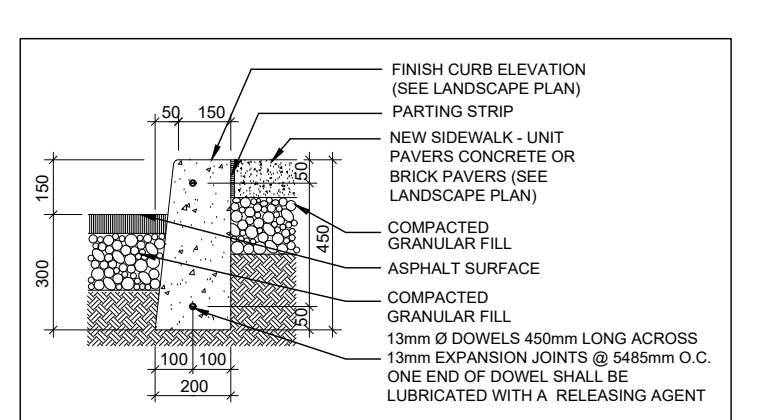 FINISH CURB ELEVATION
(SEE LANDSCAPE PLAN)
50 150
PARTING STRIP
NEW SIDEWALK - UNIT
PAVERS CONCRETE OR
BRICK PAVERS (SEE
LANDSCAPE PLAN)
150
50
COMPACTED
GRANULAR FILL
450
300
ASPHALT SURFACE
COMPACTED
GRANULAR FILL
50
13mm Ø DOWELS 450mm LONG ACROSS
13mm EXPANSION JOINTS @ 5485mm O.C.
ONE END OF DOWEL SHALL BE
LUBRICATED WITH A RELEASING AGENT
100 100
200